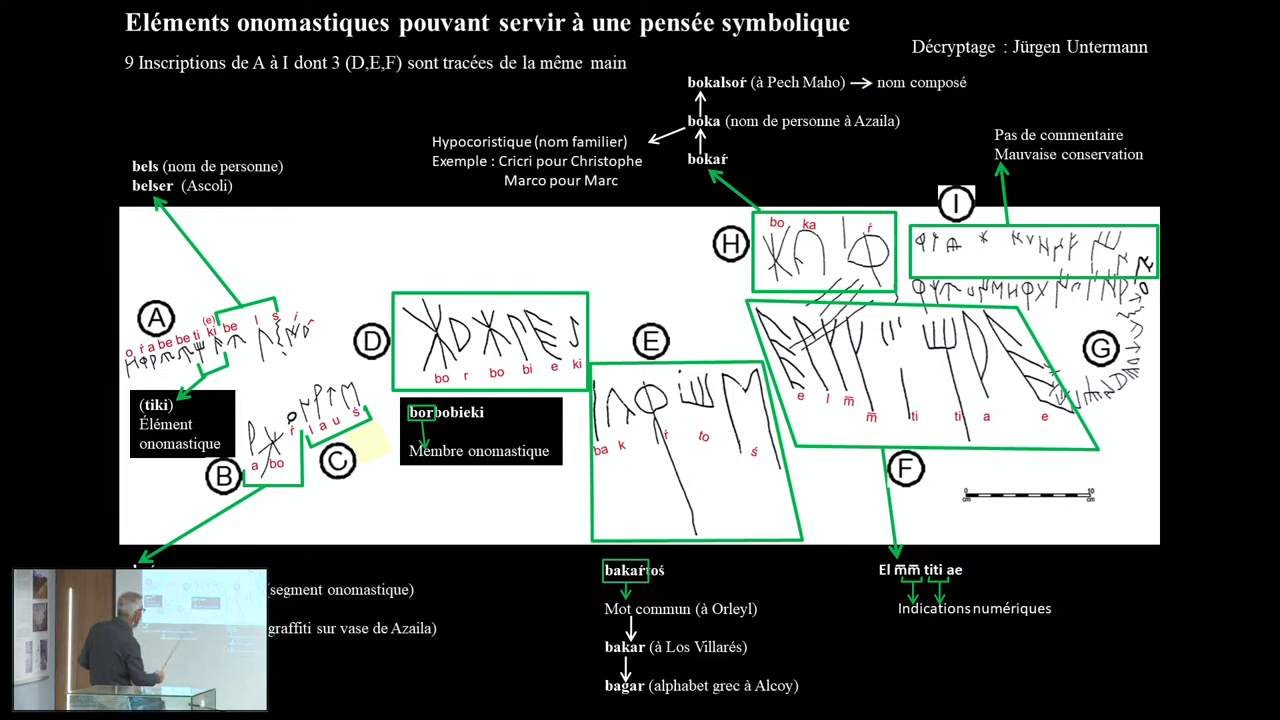 Eléments onomastiques pouvant servir à une pensée symbolique
9 Inscriptions de A à I dont 3 (D,E,F) sont tracées de la même main
Décryptage : Jürgen Untermann
bokalsoŕ (à Pech Maho) → nom composé
boka (nom de personne à Azaila)
Hypocoristique (nom familier)
Exemple : Cricri pour Christophe
Marco pour Marc
bokaŕ
Pas de commentaire
Mauvaise conservation
bels (nom de personne)
belser (Ascoli)
I
H
bo ka ŕ
A
o ŕ a be be ti ki (e) be l s i r
D
bo r bo bi e ki
E
ba k ŕ to ś
G
e l m̄ m̄ ti ti a e
F
(tiki)
Élément
onomastique
B
a bo ŕ
l a u ś
C
borbobieki
Membre onomastique
0 10
cm cm
bakaŕtoś
Mot commun (à Orleyl)
bakar (à Los Villarés)
bagar (alphabet grec à Alcoy)
El m̄m̄ titi ae
Indications numériques
(segment onomastique)
graffiti sur vase de Azaila)